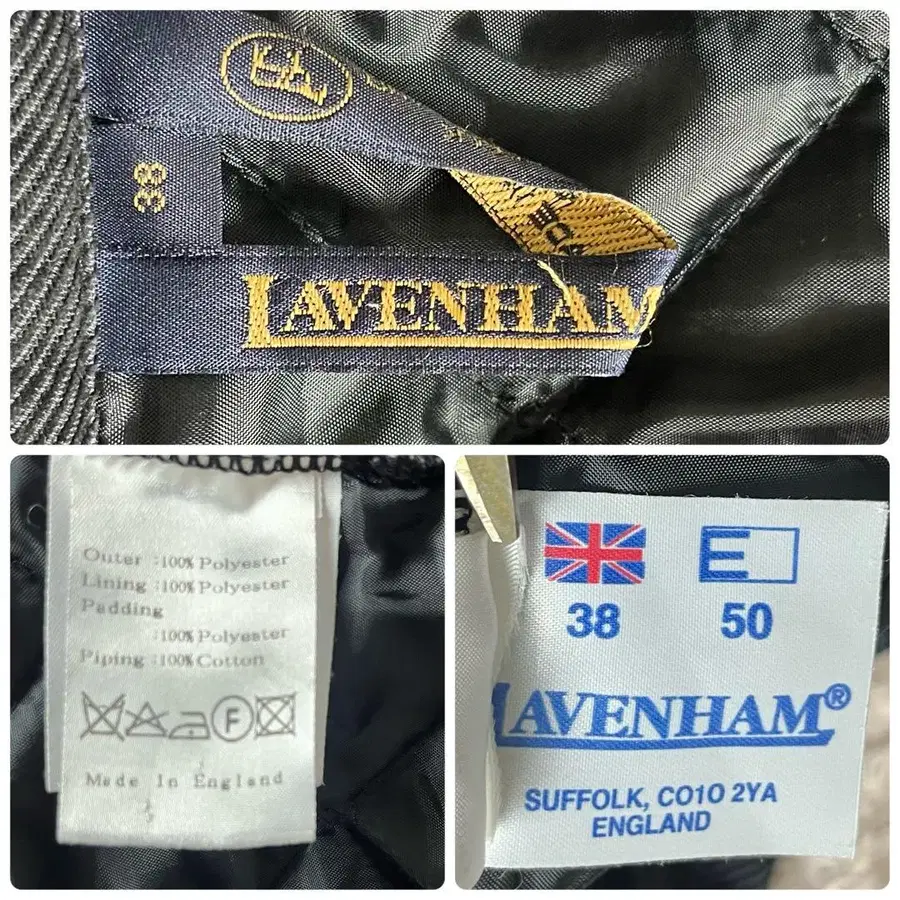 38
LAVENHAM
Outer :100% Polyester
Lining :100% Polyester
Padding
:100% Polyester
Piping :100% Cotton
F
Made In England
E
38 50
LAVENHAM®
SUFFOLK, CO10 2YA
ENGLAND